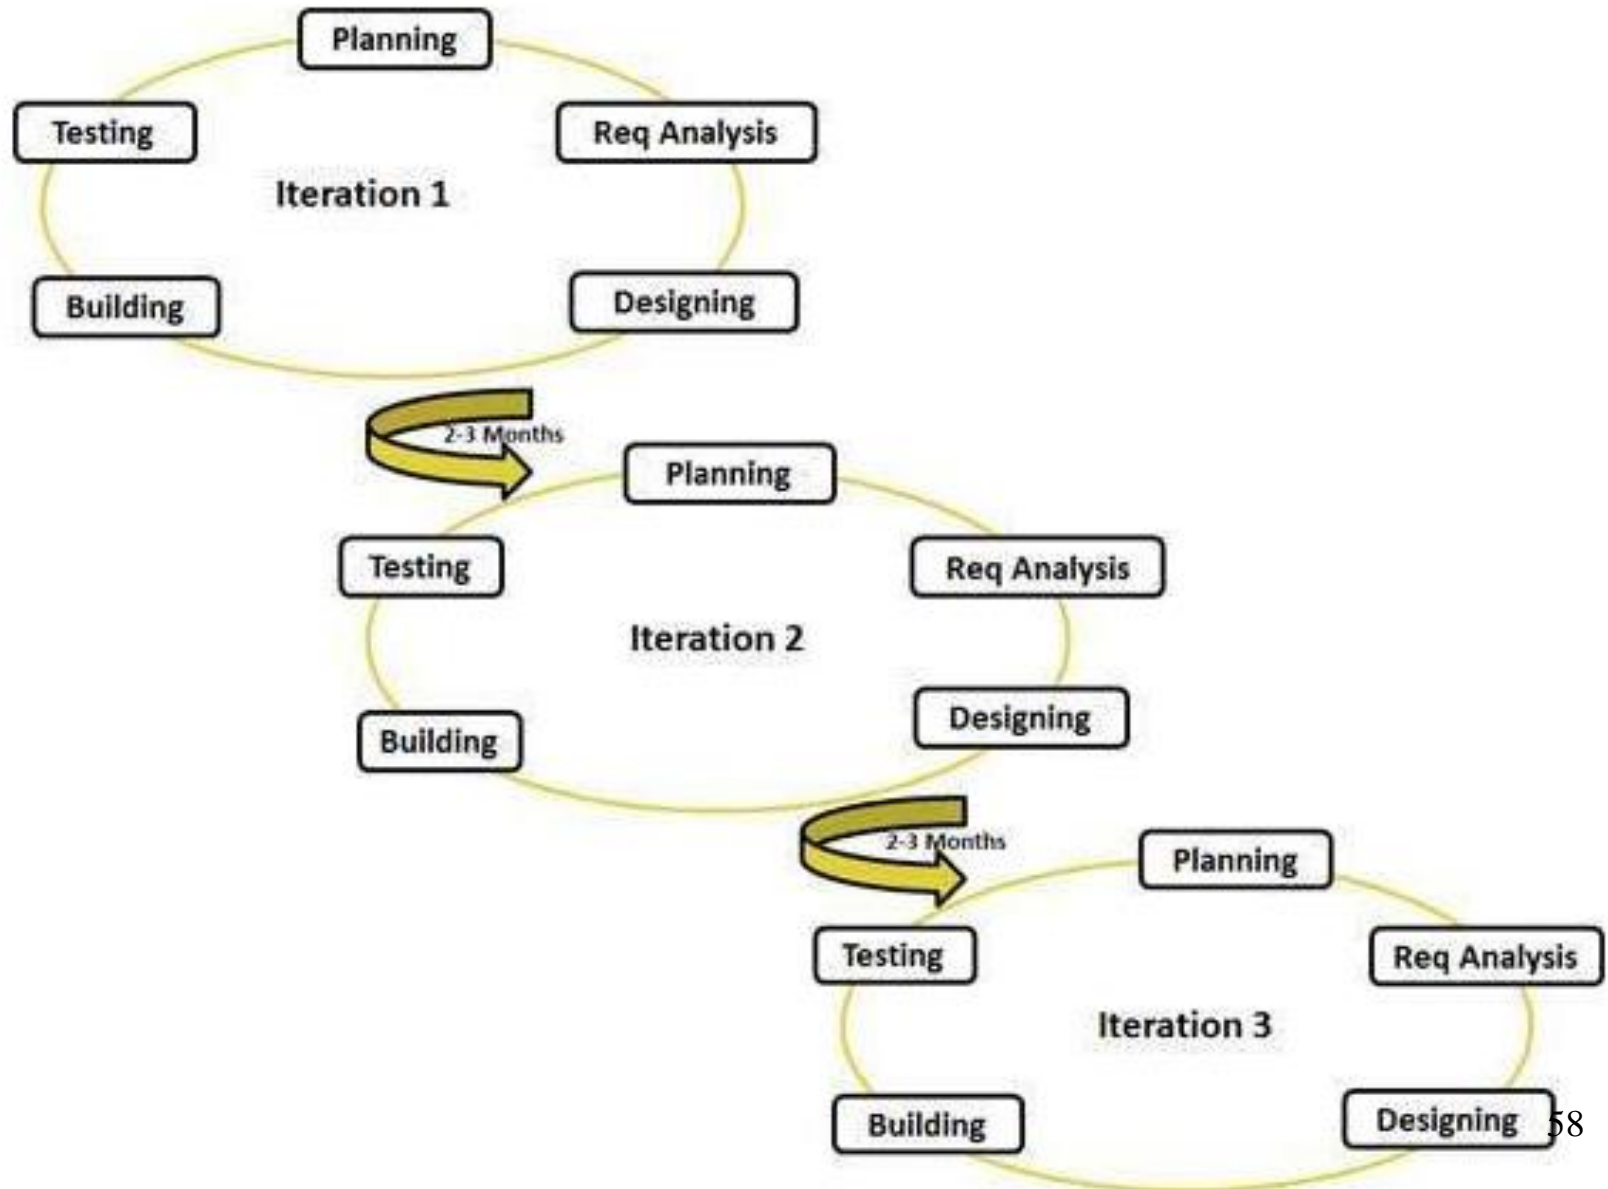 Planning
Testing
Req Analysis
Iteration 1
Building
Designing
2-3 Months
Planning
Testing
Req Analysis
Iteration 2
Designing
Building
2-3 Months
Planning
Testing
Req Analysis
Iteration 3
Building
Designing
58